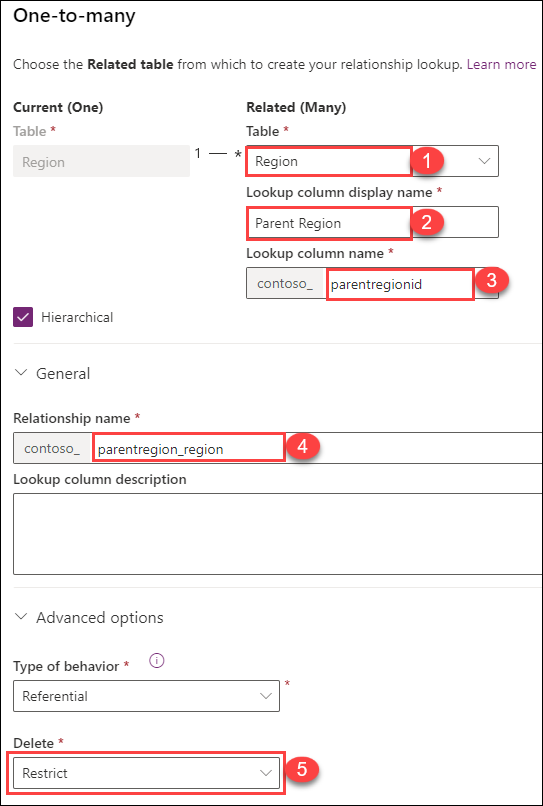 One-to-many
Choose the Related table from which to create your relationship lookup. Learn more
Current (One)
Table *
Region
1 — *
Related (Many)
Table *
Region
1
Lookup column display name *
Parent Region
2
Lookup column name *
contoso_ parentregionid
3
Hierarchical
General
Relationship name *
contoso_ parentregion_region
4
Lookup column description
Advanced options
Type of behavior *
Referential
*
Delete *
Restrict
5